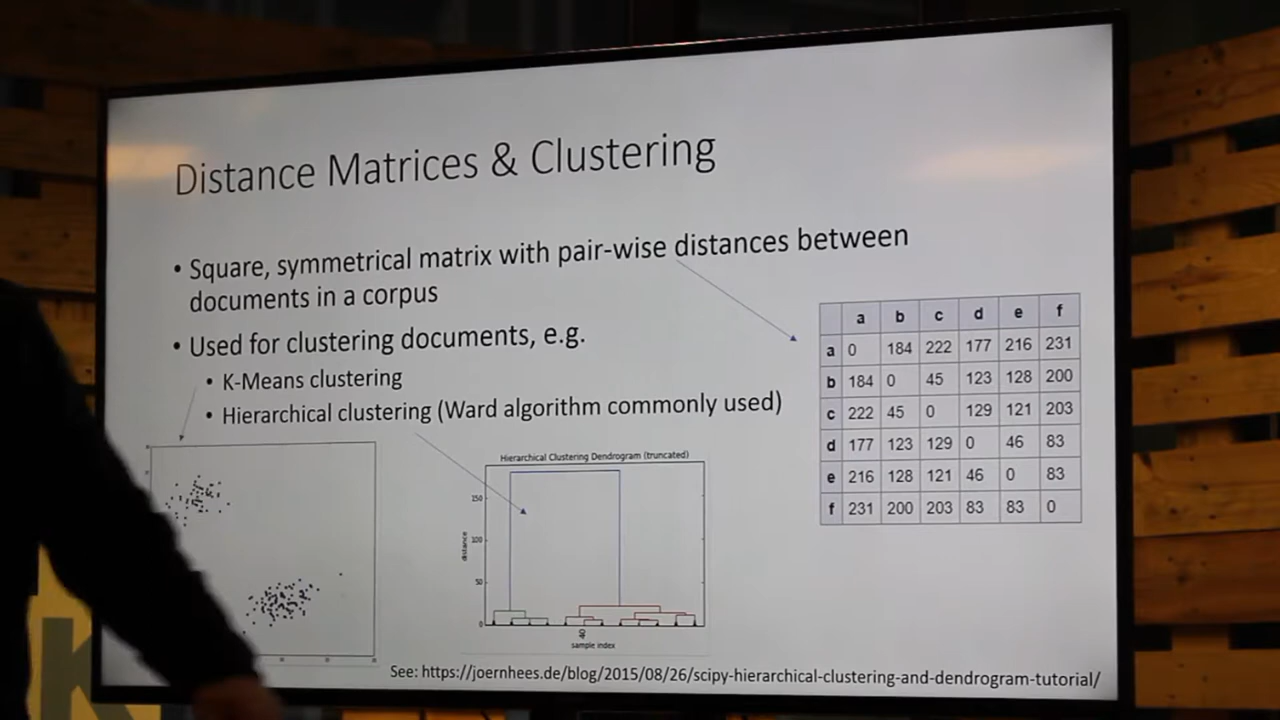 Distance Matrices & Clustering
• Square, symmetrical matrix with pair-wise distances between
documents in a corpus
• Used for clustering documents, e.g.
• K-Means clustering
• Hierarchical clustering (Ward algorithm commonly used)
a b c d e f
a 0 184 222 177 216 231
b 184 0 45 123 128 200
c 222 45 0 129 121 203
d 177 123 129 0 46 83
e 216 128 121 46 0 83
f 231 200 203 83 83 0
Hierarchical Clustering Dendrogram (truncated)
150
100
50
0
distance
40
sample index
See: https://joernhees.de/blog/2015/08/26/scipy-hierarchical-clustering-and-dendrogram-tutorial/
K